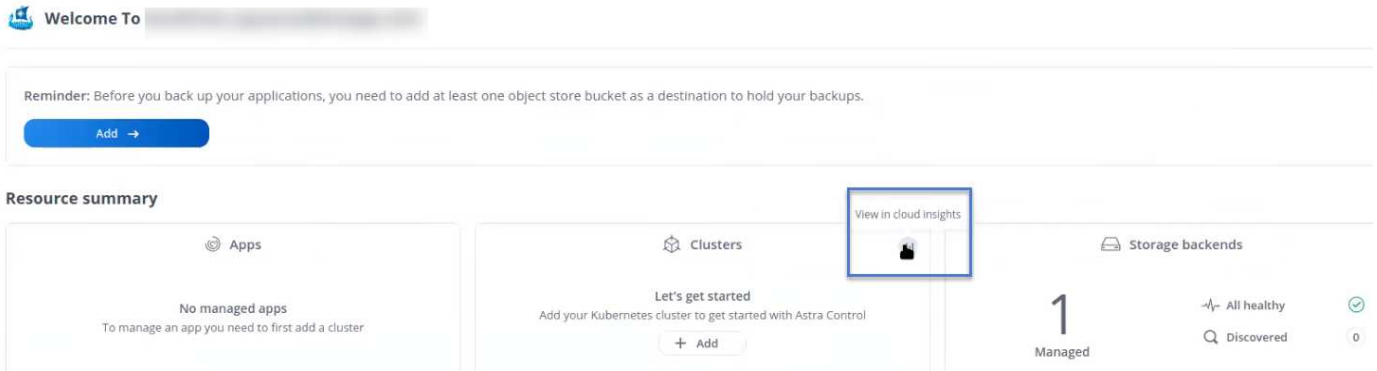 Welcome To
Reminder: Before you back up your applications, you need to add at least one object store bucket as a destination to hold your backups.
Add →
Resource summary
View in cloud insights
Apps
No managed apps
To manage an app you need to first add a cluster
Clusters
Let's get started
Add your Kubernetes cluster to get started with Astra Control
+ Add
Storage backends
1
Managed
All healthy
Discovered 0